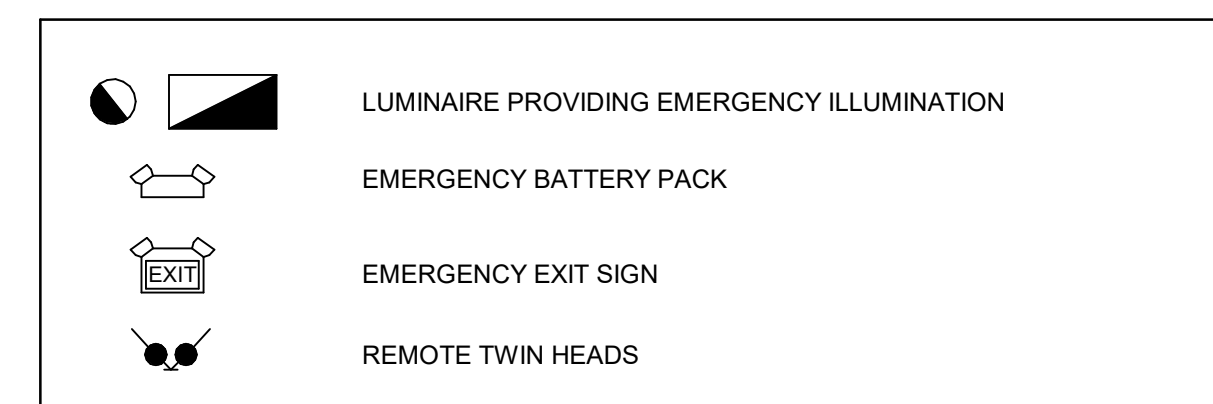 LUMINAIRE PROVIDING EMERGENCY ILLUMINATION
EMERGENCY BATTERY PACK
EXIT EMERGENCY EXIT SIGN
REMOTE TWIN HEADS